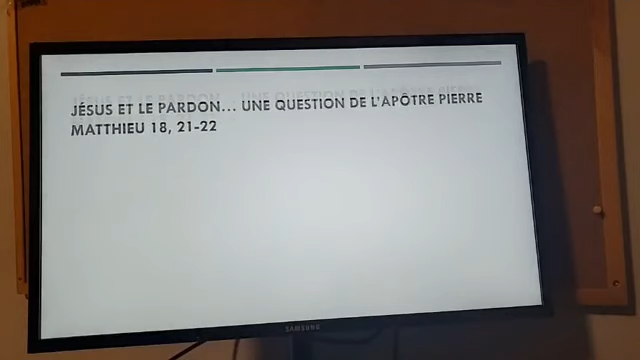 JÉSUS ET LE PARDON... UNE QUESTION DE L'APÔTRE PIERRE
MATTHIEU 18, 21-22
SAMSUNG